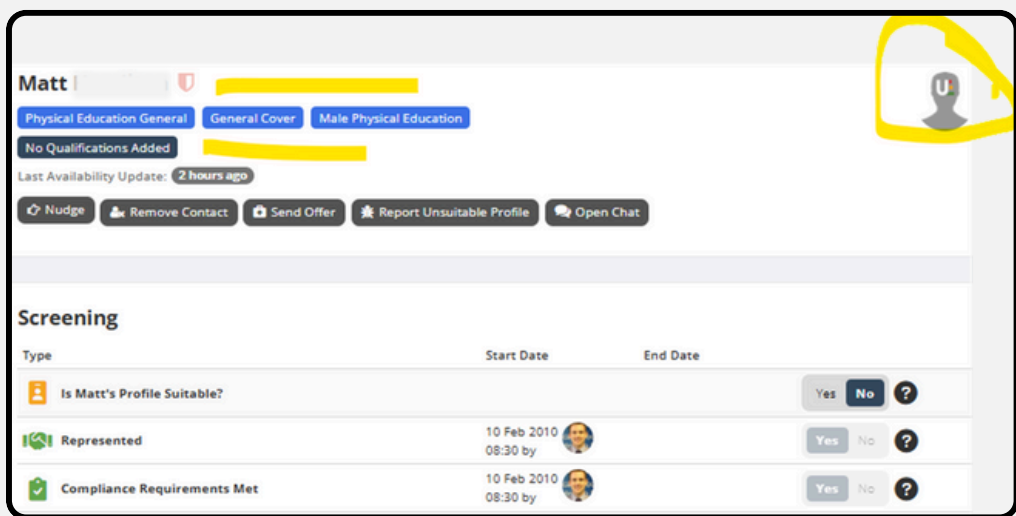 Matt
Physical Education General General Cover Male Physical Education
No Qualifications Added
Last Availability Update: 2 hours ago
Nudge Remove Contact Send Offer Report Unsuitable Profile Open Chat
Screening
Type Start Date End Date
Is Matt's Profile Suitable? Yes No ?
Represented 10 Feb 2010 08:30 by Yes No ?
Compliance Requirements Met 10 Feb 2010 08:30 by Yes No ?